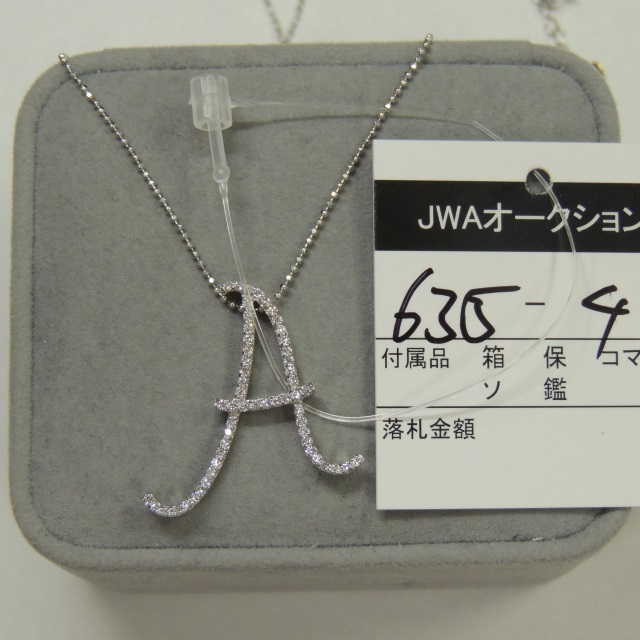 JWAオークション
635-4
付属品 箱 保 コマ
ソ 鑑
落札金額
A